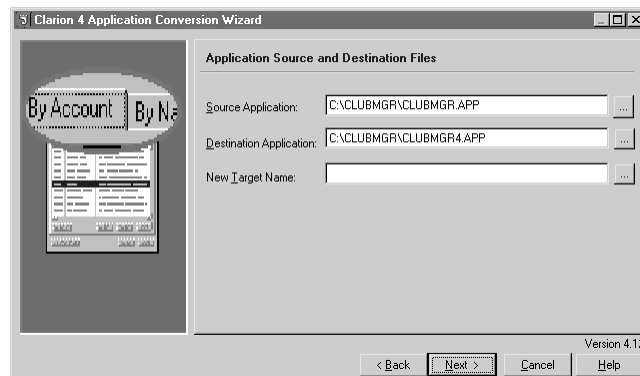 Clarion 4 Application Conversion Wizard
By Account
By Na
Application Source and Destination Files
Source Application: C:\CLUBMGR\CLUBMGR.APP ...
Destination Application: C:\CLUBMGR\CLUBMGR4.APP ...
New Target Name: ...
Version 4.12
< Back Next > Cancel Help